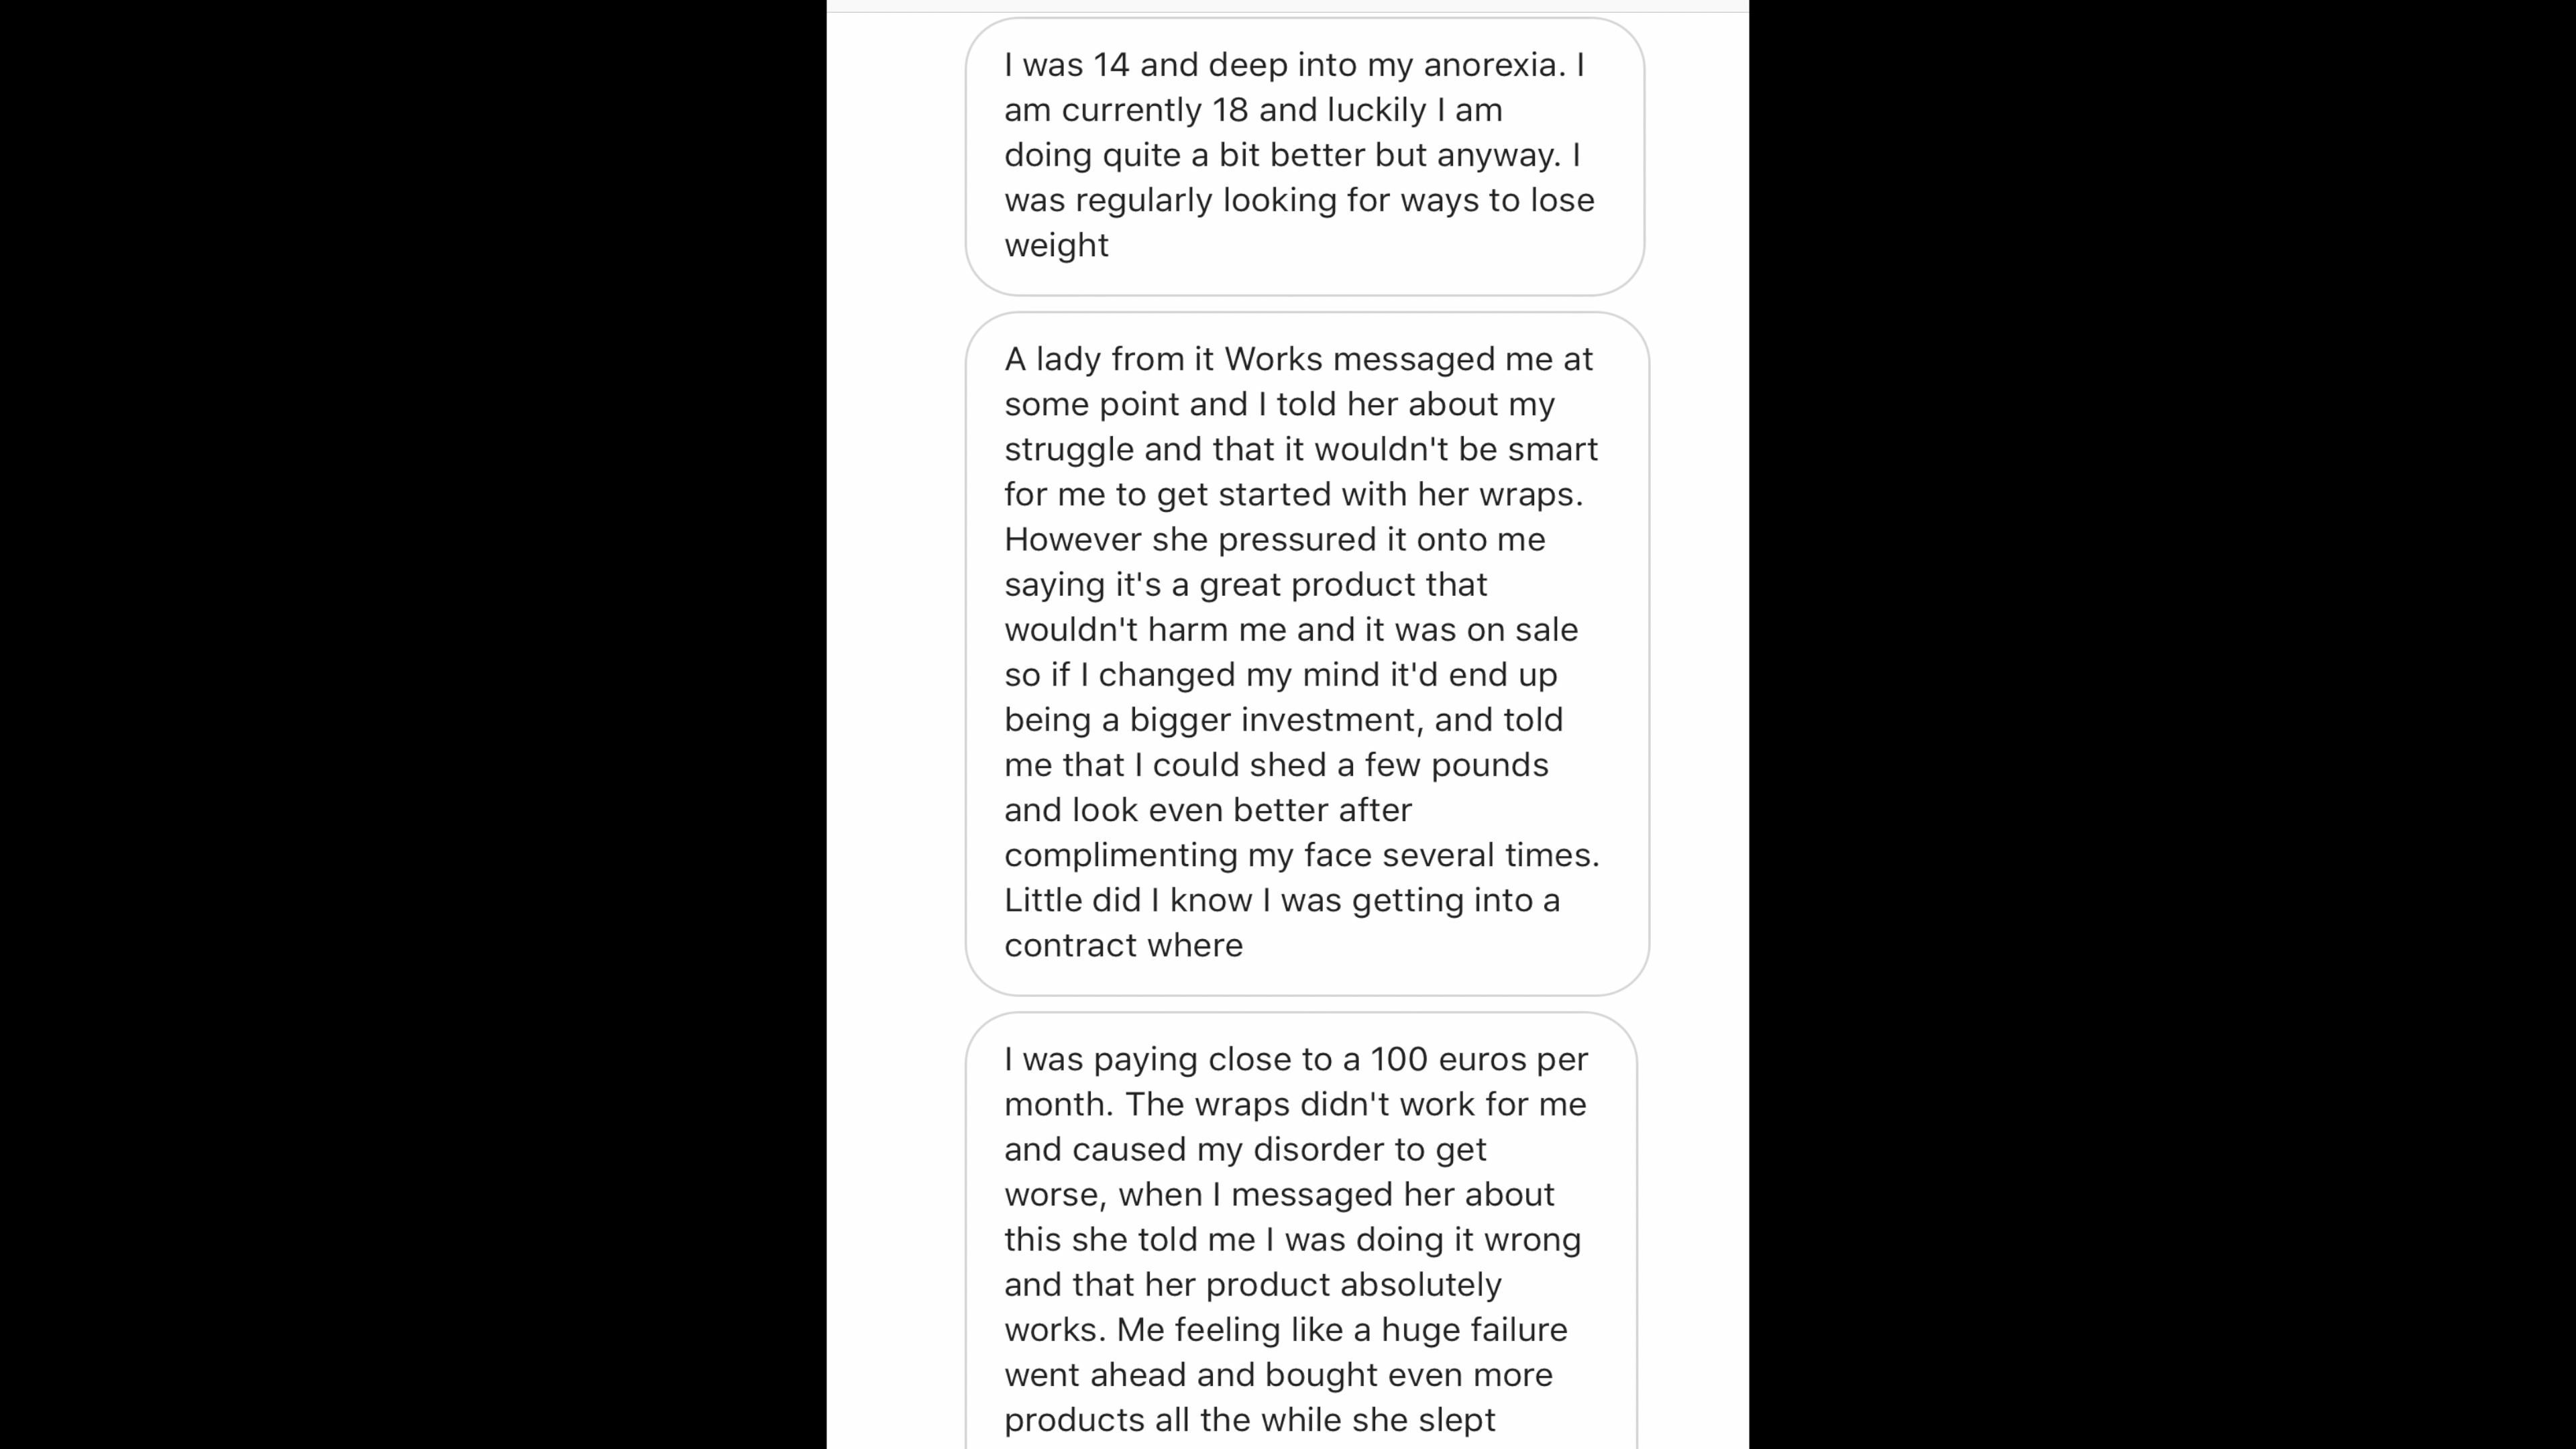 I was 14 and deep into my anorexia. I
am currently 18 and luckily I am
doing quite a bit better but anyway. I
was regularly looking for ways to lose
weight
A lady from it Works messaged me at
some point and I told her about my
struggle and that it wouldn't be smart
for me to get started with her wraps.
However she pressured it onto me
saying it's a great product that
wouldn't harm me and it was on sale
so if I changed my mind it'd end up
being a bigger investment, and told
me that I could shed a few pounds
and look even better after
complimenting my face several times.
Little did I know I was getting into a
contract where
I was paying close to a 100 euros per
month. The wraps didn't work for me
and caused my disorder to get
worse, when I messaged her about
this she told me I was doing it wrong
and that her product absolutely
works. Me feeling like a huge failure
went ahead and bought even more
products all the while she slept